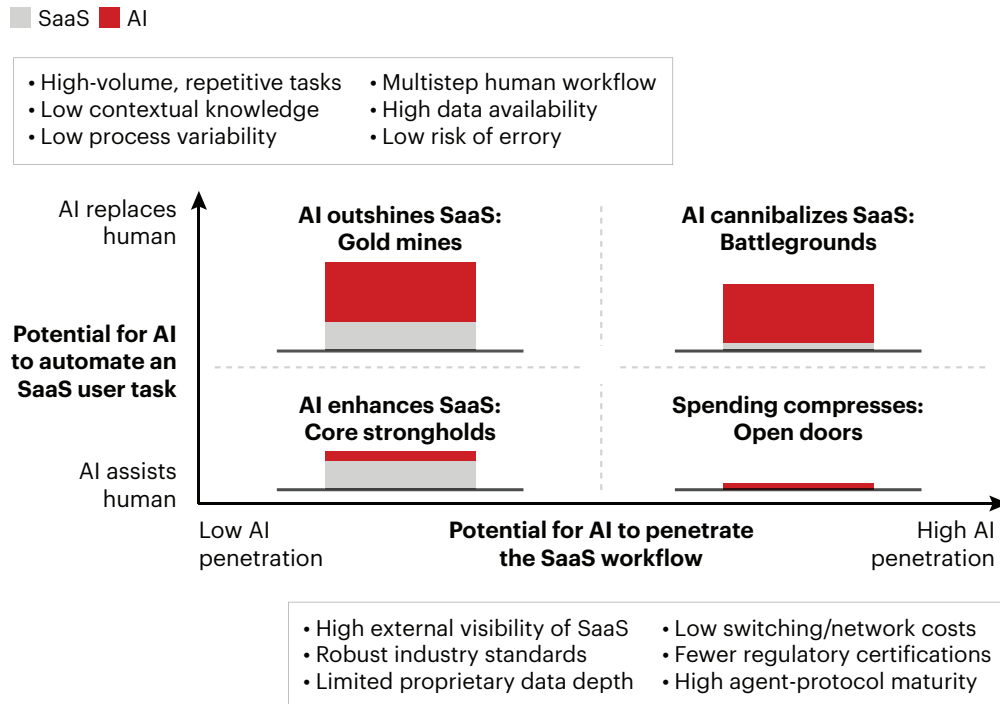 SaaS AI
• High-volume, repetitive tasks
• Low contextual knowledge
• Low process variability
• Multistep human workflow
• High data availability
• Low risk of errory
AI replaces
human
Potential for AI
to automate an
SaaS user task
AI assists
human
AI outshines SaaS:
Gold mines
AI cannibalizes SaaS:
Battlegrounds
AI enhances SaaS:
Core strongholds
Spending compresses:
Open doors
Low AI
penetration
Potential for AI to penetrate
the SaaS workflow
High AI
penetration
• High external visibility of SaaS
• Robust industry standards
• Limited proprietary data depth
• Low switching/network costs
• Fewer regulatory certifications
• High agent-protocol maturity